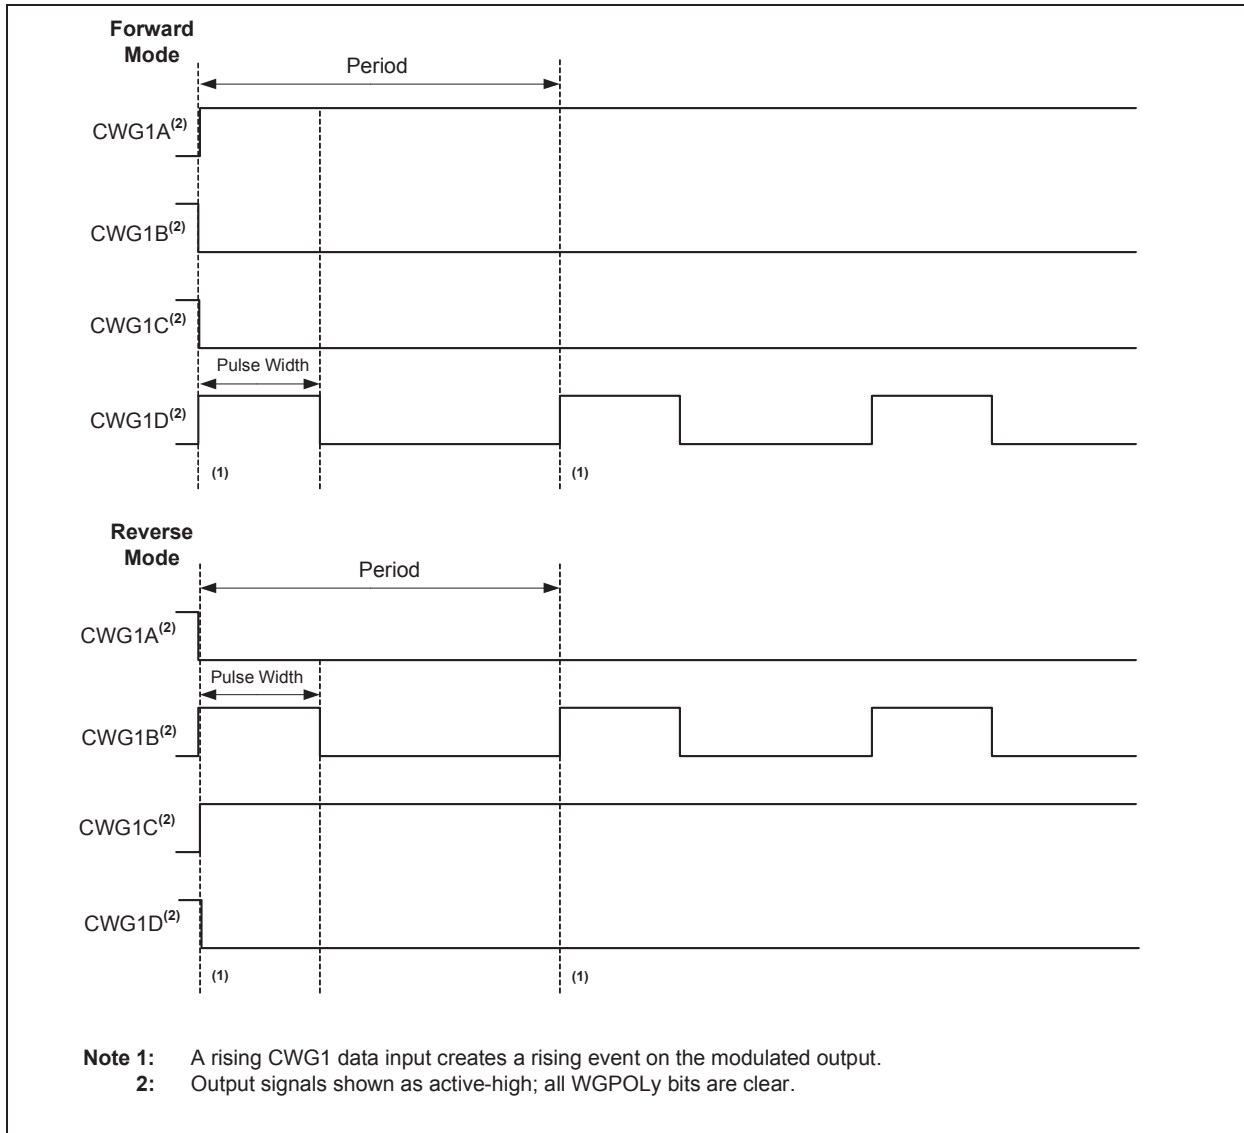 Forward
Mode
Period
CWG1A(2)
CWG1B(2)
CWG1C(2)
Pulse Width
CWG1D(2)
(1) (1)
Reverse
Mode
Period
CWG1A(2)
Pulse Width
CWG1B(2)
CWG1C(2)
CWG1D(2)
(1) (1)
Note 1: A rising CWG1 data input creates a rising event on the modulated output.
2: Output signals shown as active-high; all WGPOLy bits are clear.